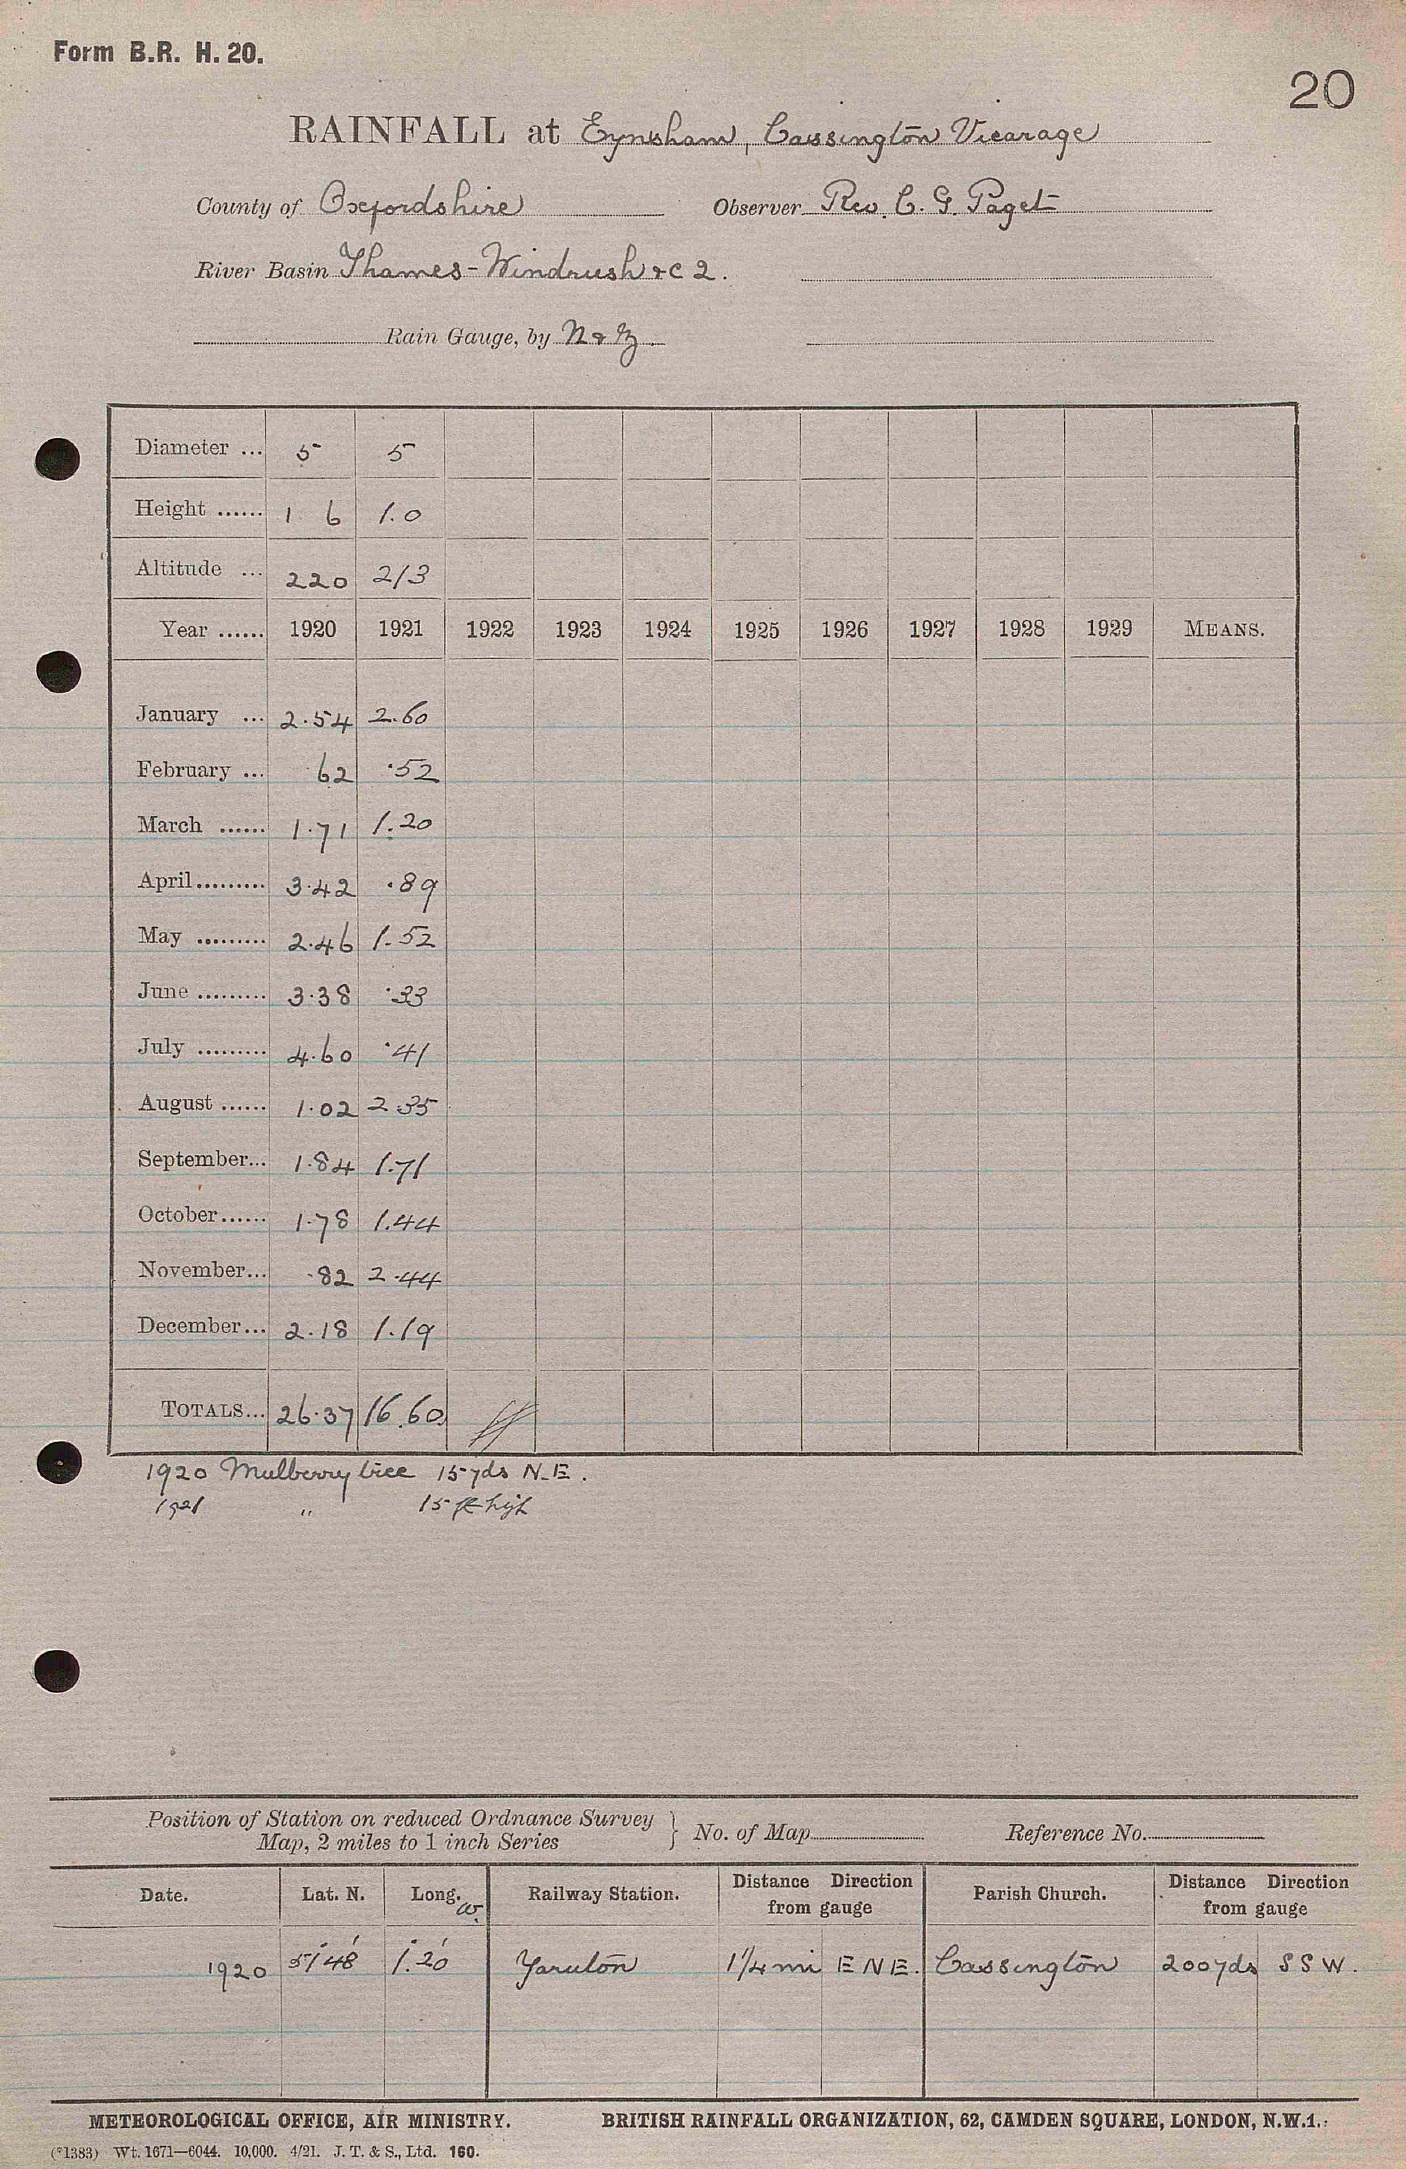 Form B.R. H. 20.
20
RAINFALL at Eynsham, Cassington Vicarage
County of Oxfordshire Observer Rev. C. G. Paget
River Basin Thames - Windrush &c 2.
Rain Gauge, by N & Z
Diameter ... 5 5
Height ...... 1 6 1.0
Altitude ... 220 213
Year ...... 1920 1921 1922 1923 1924 1925 1926 1927 1928 1929 MEANS.
January ... 2.54 2.60
February ... .62 .52
March ...... 1.71 1.20
April ......... 3.42 .89
May ......... 2.46 1.52
June ......... 3.38 .33
July ......... 4.60 .41
August ...... 1.02 2.35
September... 1.84 1.71
October ...... 1.78 1.44
November... .82 2.44
December... 2.18 1.19
TOTALS... 26.37 16.60
1920 Mulberry tree 15 yds N.E.
1921 " 15 ft high
Position of Station on reduced Ordnance Survey
Map, 2 miles to 1 inch Series } No. of Map Reference No.
Date. Lat. N. Long. W. Railway Station. Distance Direction from gauge Parish Church. Distance Direction from gauge
1920 51° 48' 1° 20' Yarnton 1 1/4 mi E N E. Cassington 200 yds S S W.
METEOROLOGICAL OFFICE, AIR MINISTRY. BRITISH RAINFALL ORGANIZATION, 62, CAMDEN SQUARE, LONDON, N.W.1.
(*1383) Wt. 1671—6044. 10,000. 4/21. J. T. & S., Ltd. 160.